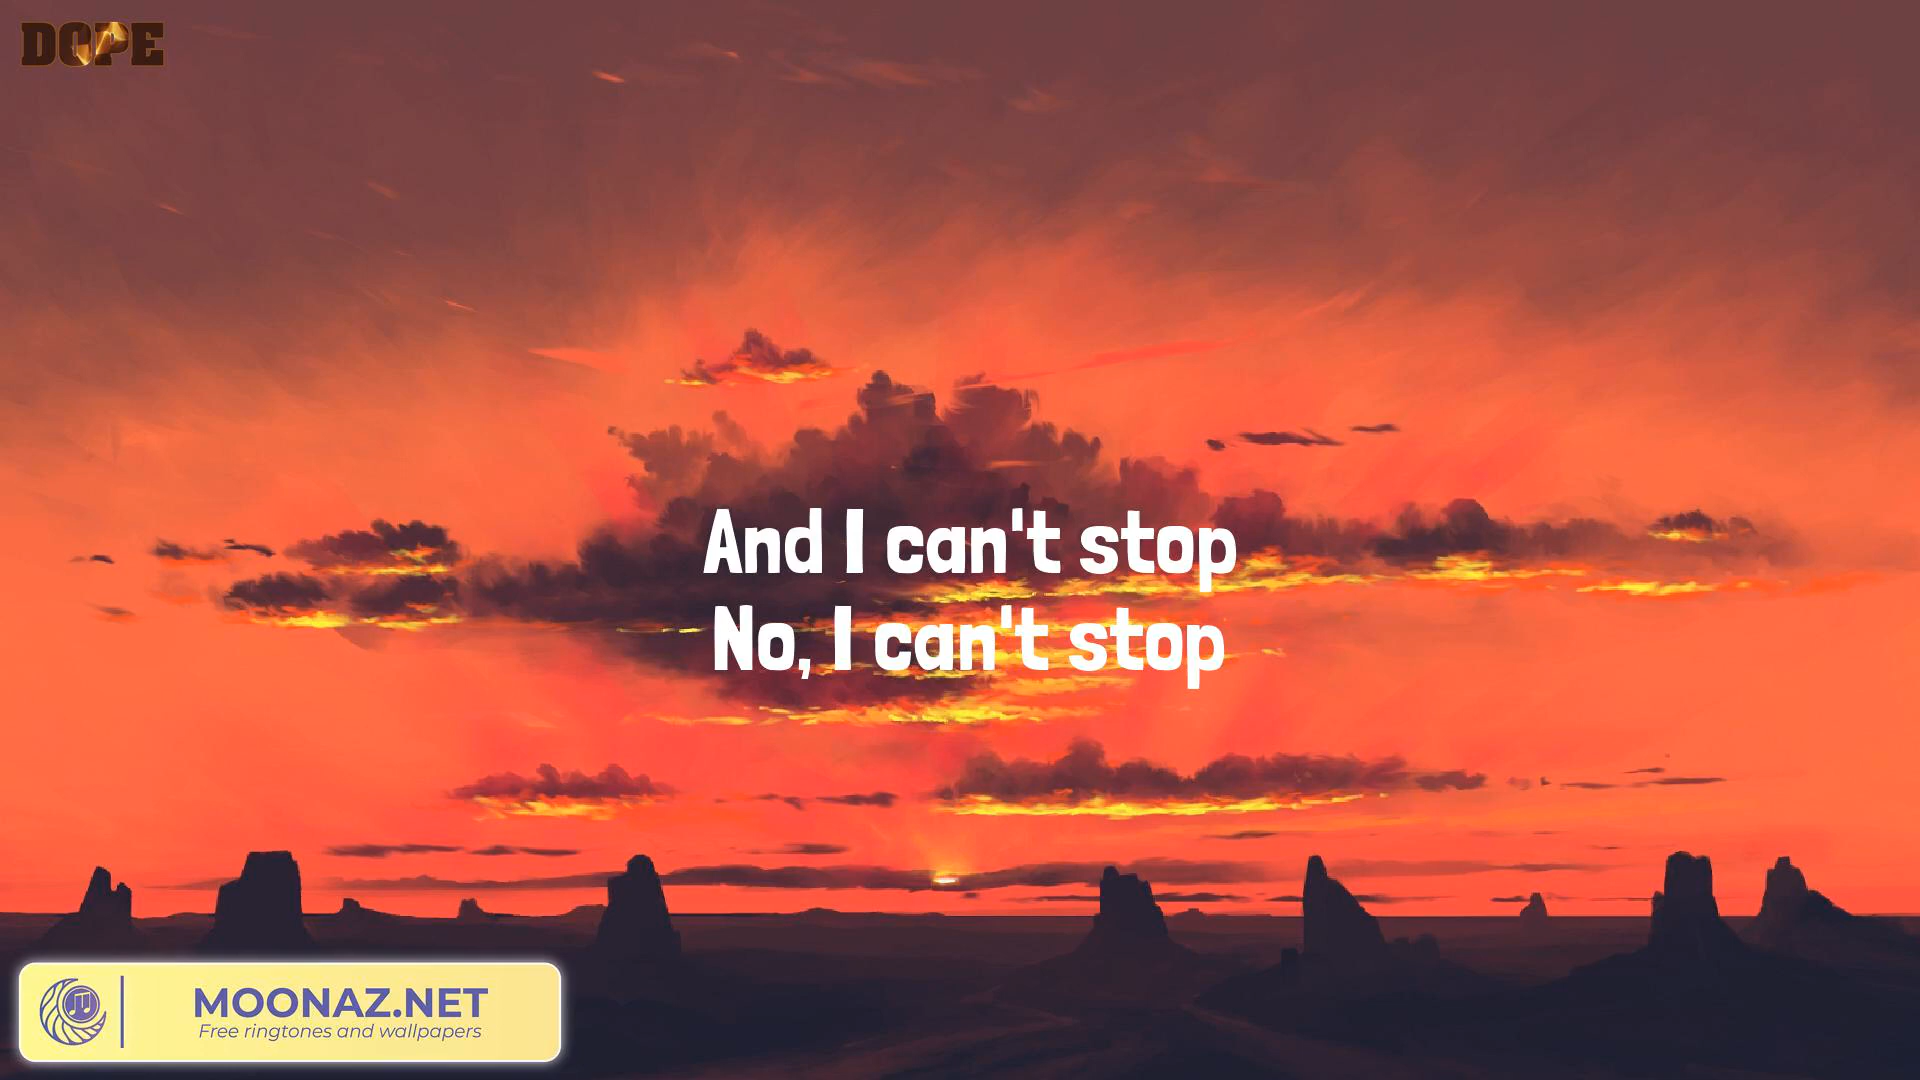 DOPE
And I can't stop
No, I can't stop
MOONAZ.NET
Free ringtones and wallpapers